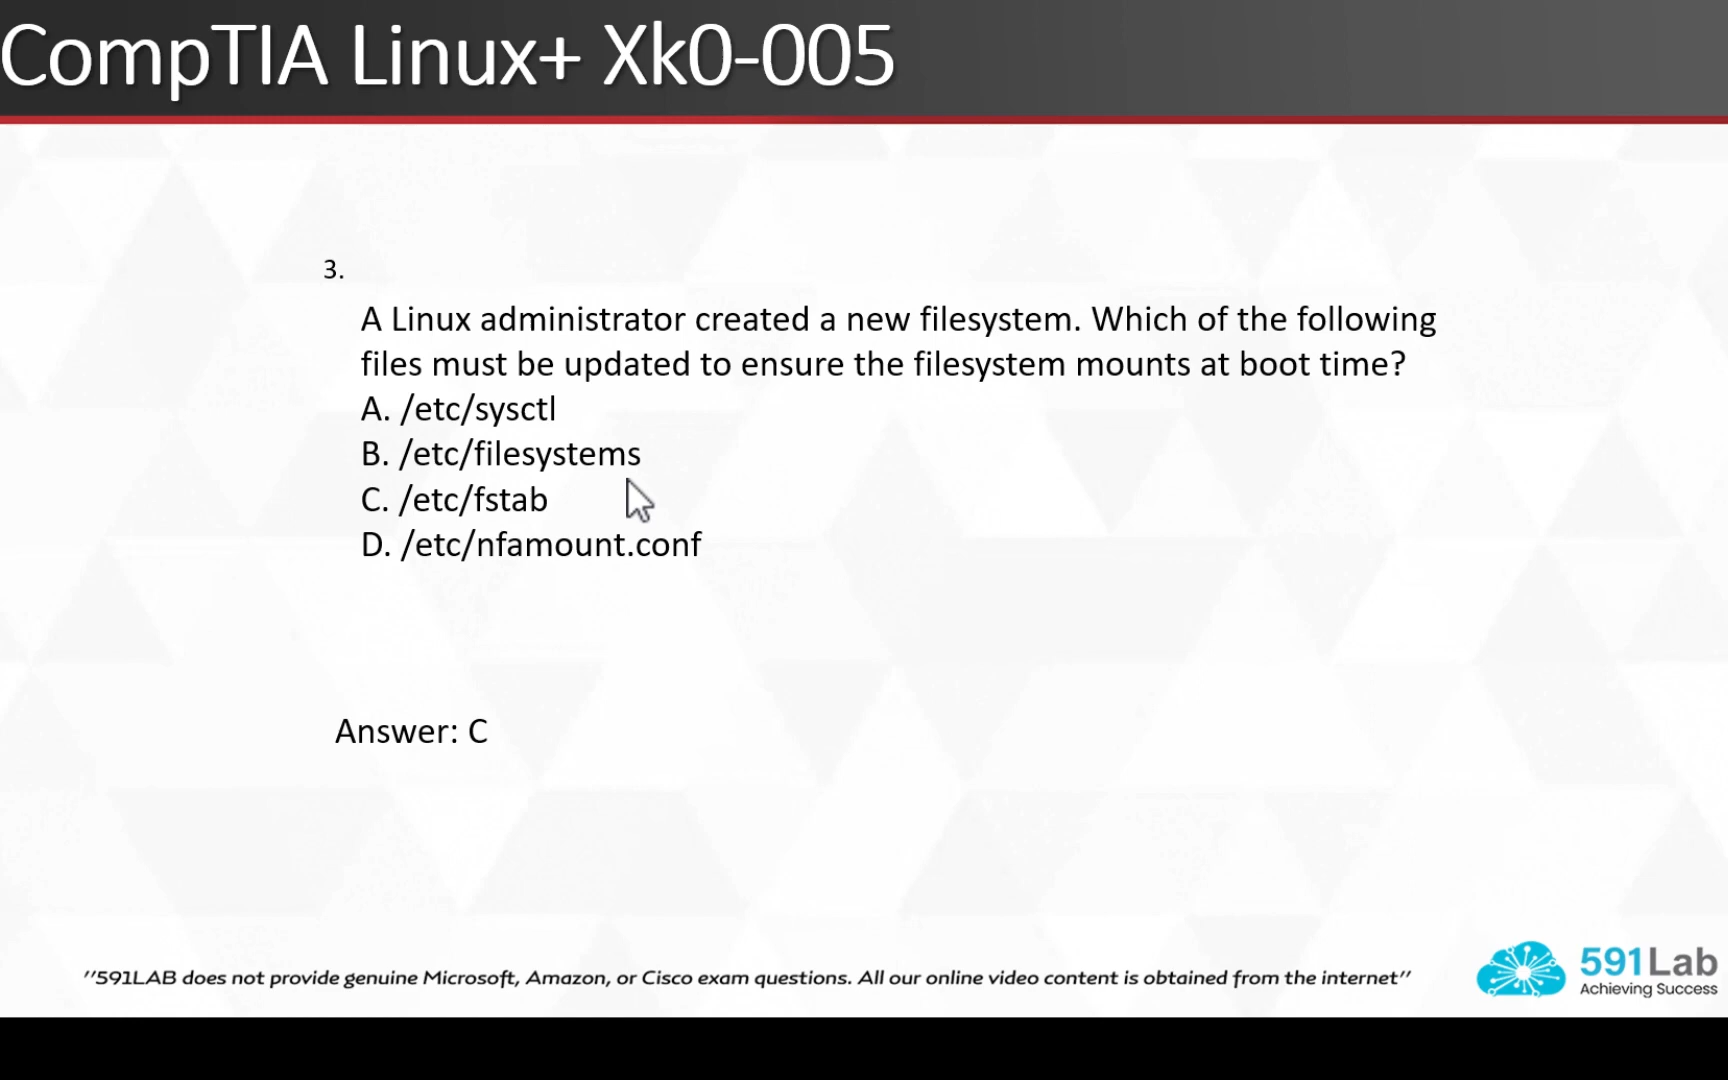 CompTIA Linux+ Xk0-005
3.
A Linux administrator created a new filesystem. Which of the following
files must be updated to ensure the filesystem mounts at boot time?
A. /etc/sysctl
B. /etc/filesystems
C. /etc/fstab
D. /etc/nfamount.conf
Answer: C
''591LAB does not provide genuine Microsoft, Amazon, or Cisco exam questions. All our online video content is obtained from the internet''
591Lab
Achieving Success